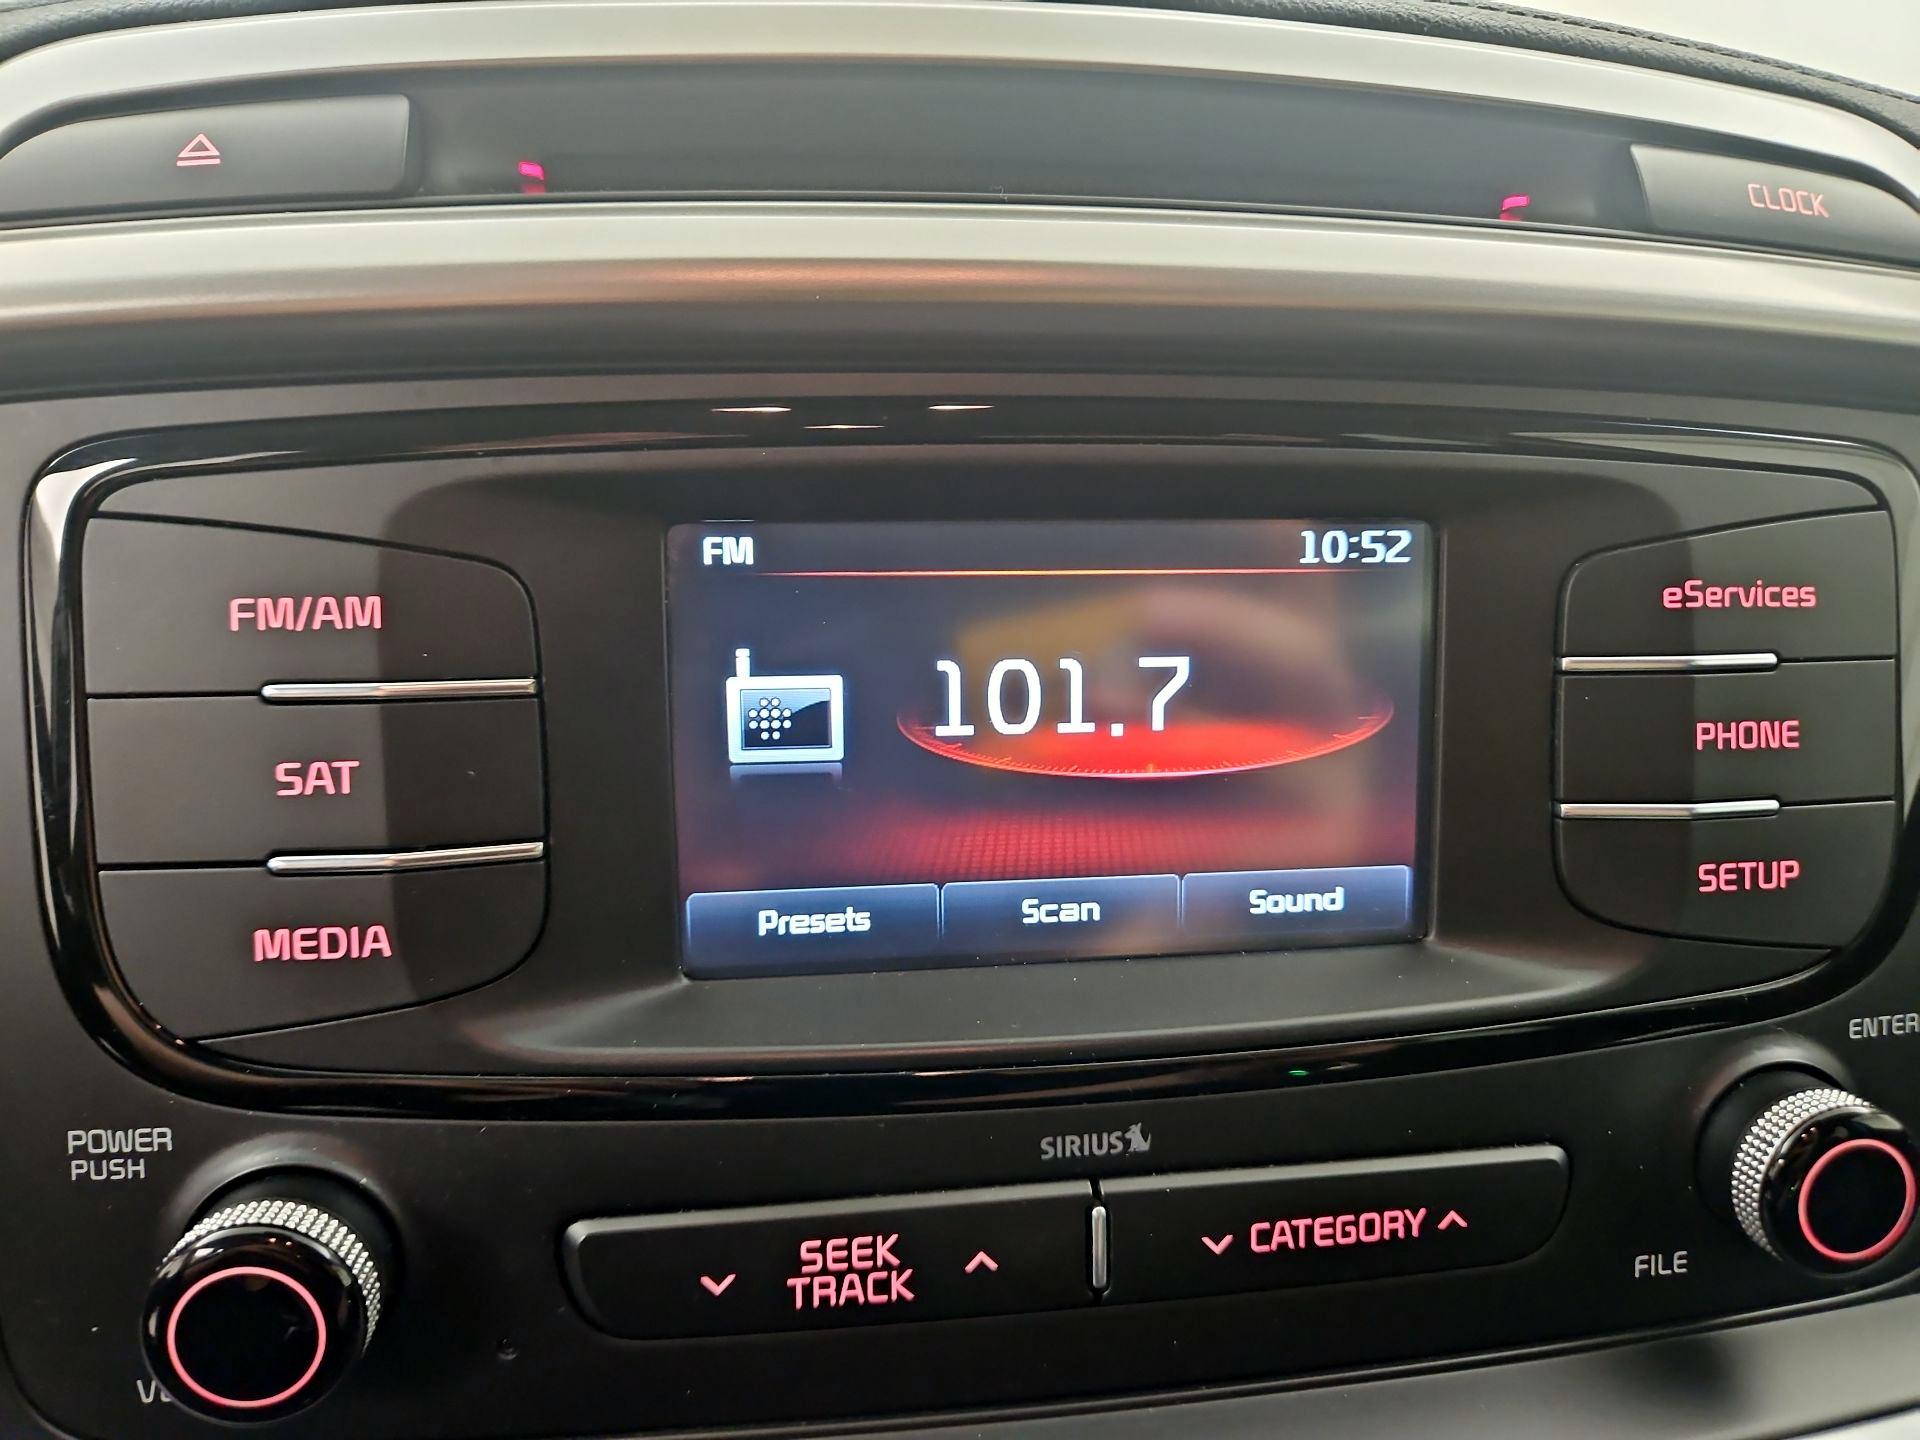 CLOCK
FM 10:52
FM/AM
eServices
101.7
PHONE
SAT
SETUP
Presets Scan Sound
MEDIA
ENTER
POWER
PUSH
SIRIUS
SEEK
TRACK
CATEGORY
FILE